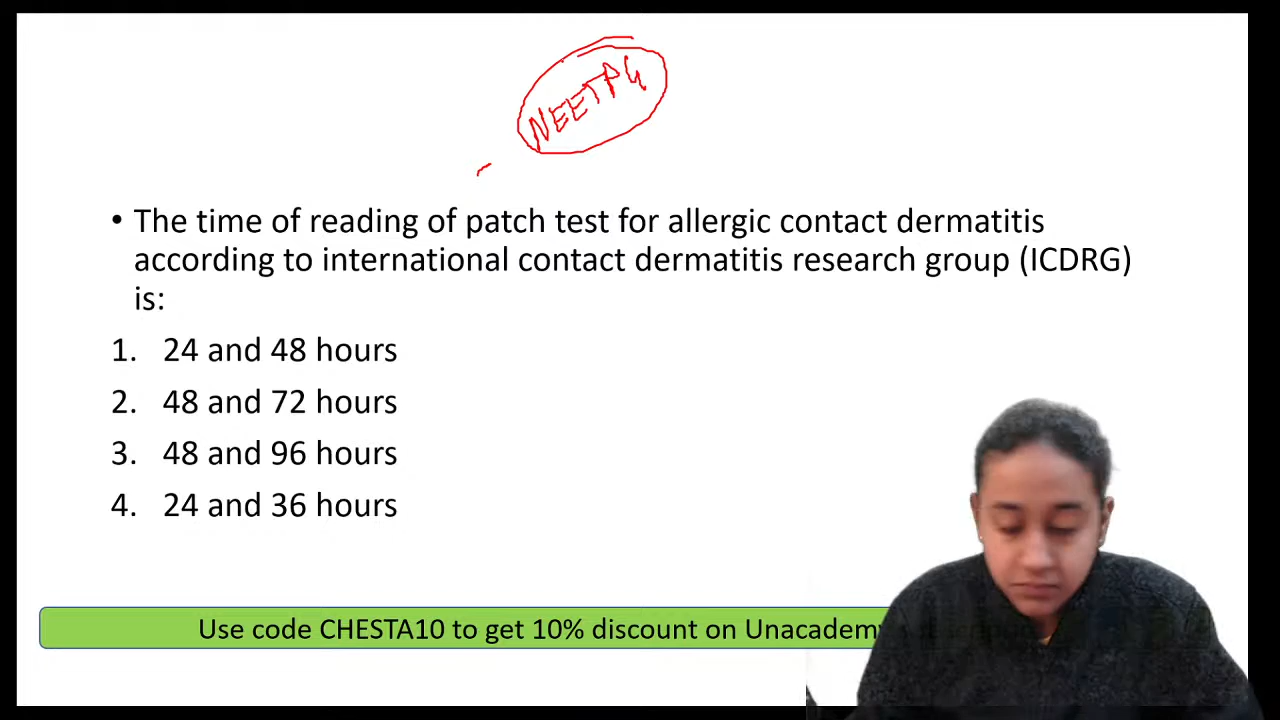 NEETPG
• The time of reading of patch test for allergic contact dermatitis
according to international contact dermatitis research group (ICDRG)
is:
1. 24 and 48 hours
2. 48 and 72 hours
3. 48 and 96 hours
4. 24 and 36 hours
Use code CHESTA10 to get 10% discount on Unacademy